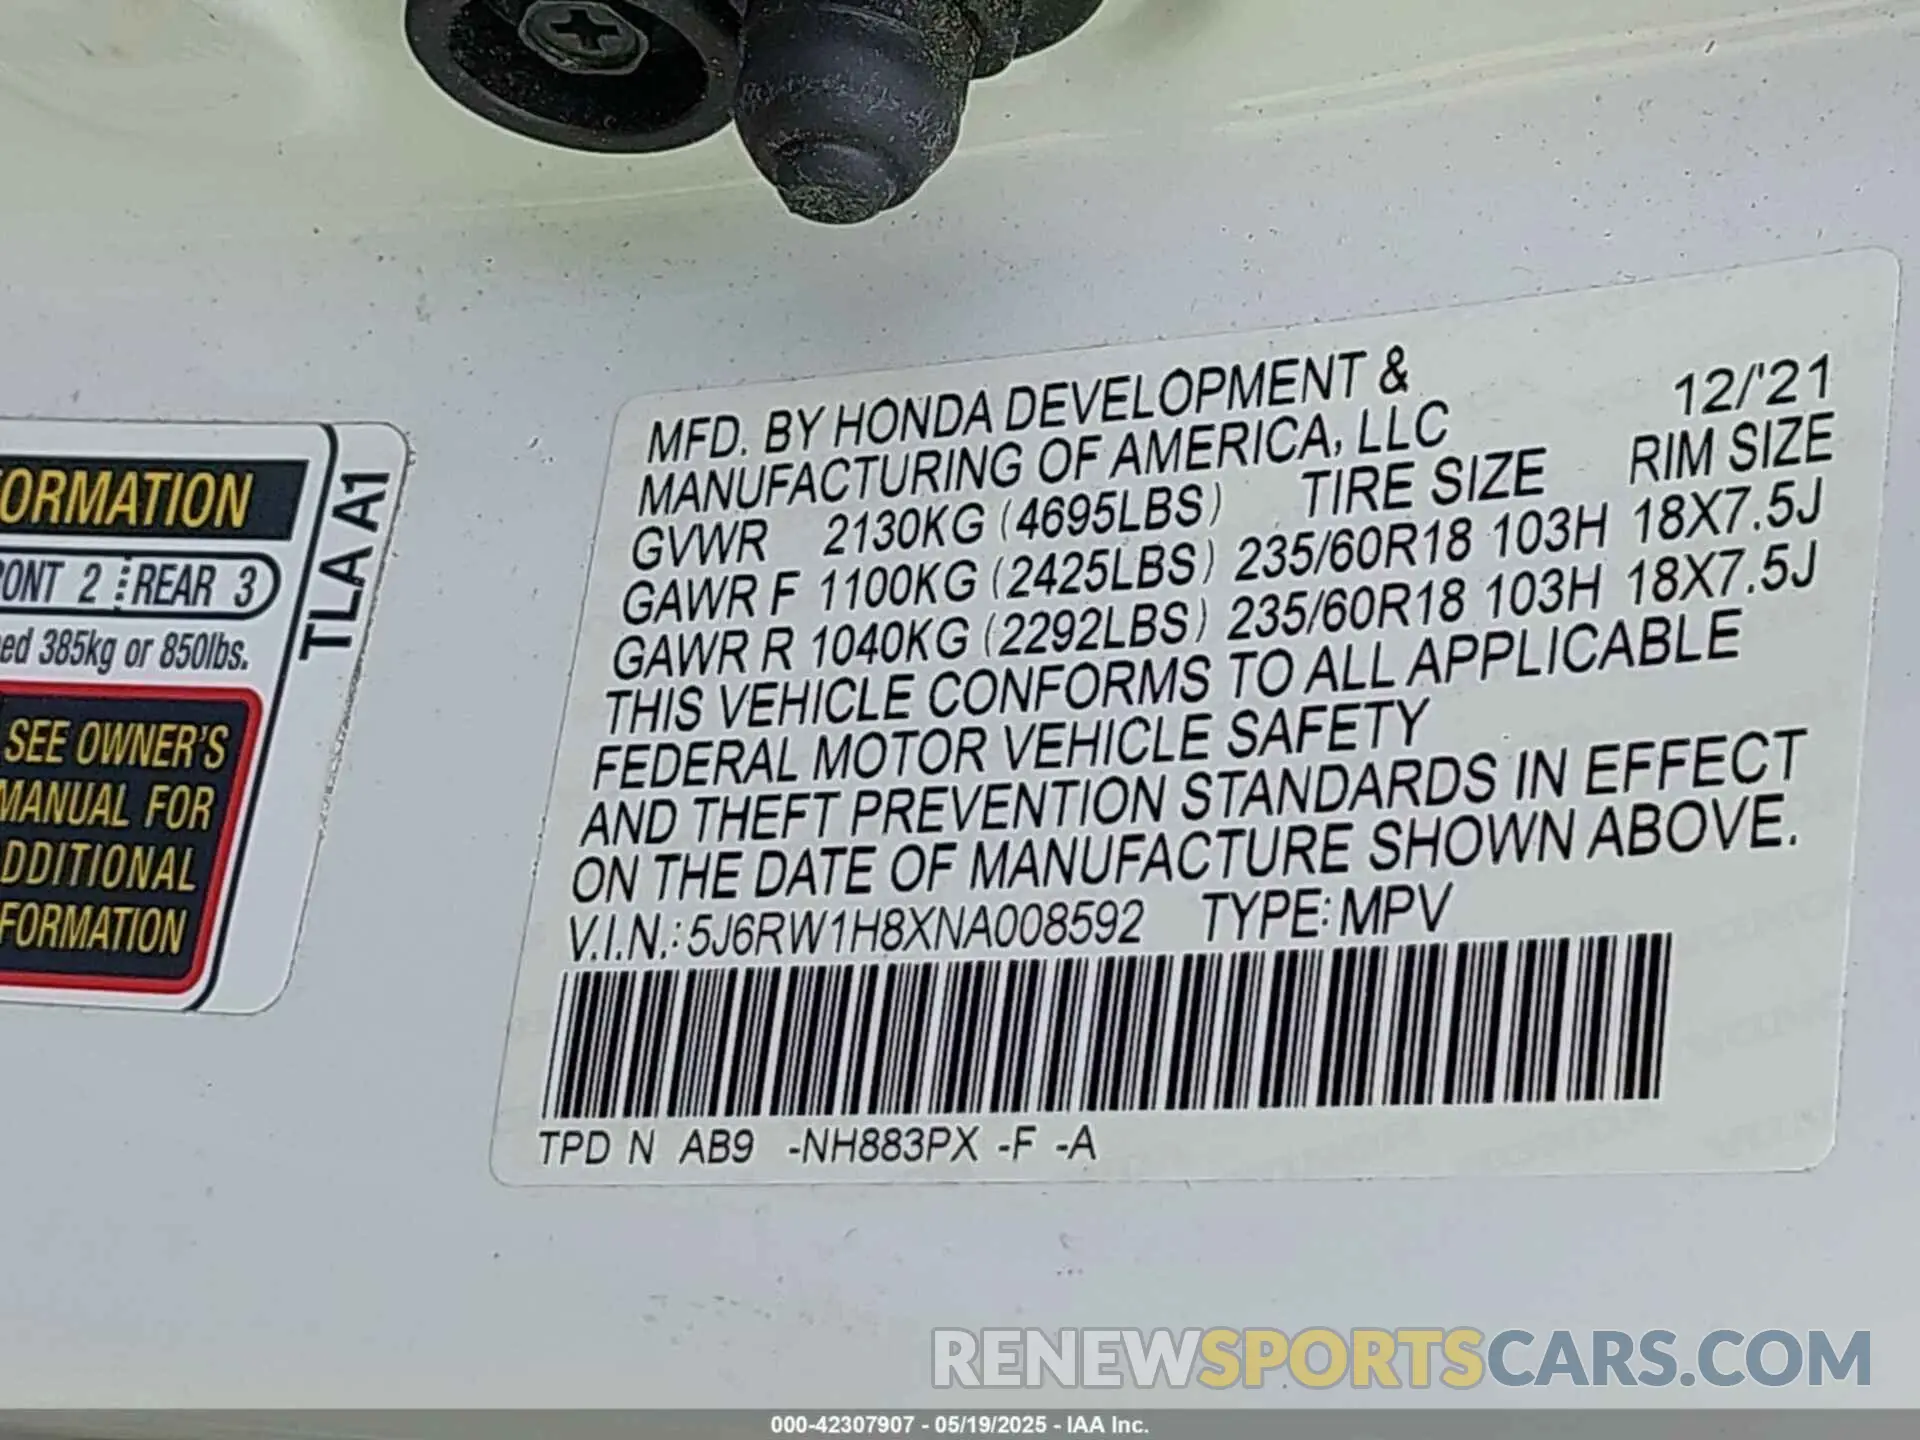 MFD. BY HONDA DEVELOPMENT & 12/'21
MANUFACTURING OF AMERICA, LLC
TIRE SIZE RIM SIZE
GVWR 2130KG (4695LBS)
GAWR F 1100KG (2425LBS) 235/60R18 103H 18X7.5J
GAWR R 1040KG (2292LBS) 235/60R18 103H 18X7.5J
THIS VEHICLE CONFORMS TO ALL APPLICABLE
FEDERAL MOTOR VEHICLE SAFETY
AND THEFT PREVENTION STANDARDS IN EFFECT
ON THE DATE OF MANUFACTURE SHOWN ABOVE.
V.I.N.: 5J6RW1H8XNA008592 TYPE: MPV
TPD N AB9 -NH883PX -F -A
ORMATION
ONT 2 REAR 3
ed 385kg or 850lbs.
SEE OWNER'S
MANUAL FOR
DDITIONAL
FORMATION
TLA A1
RENEWSPORTSCARS.COM
000-42307907 - 05/19/2025 - IAA Inc.